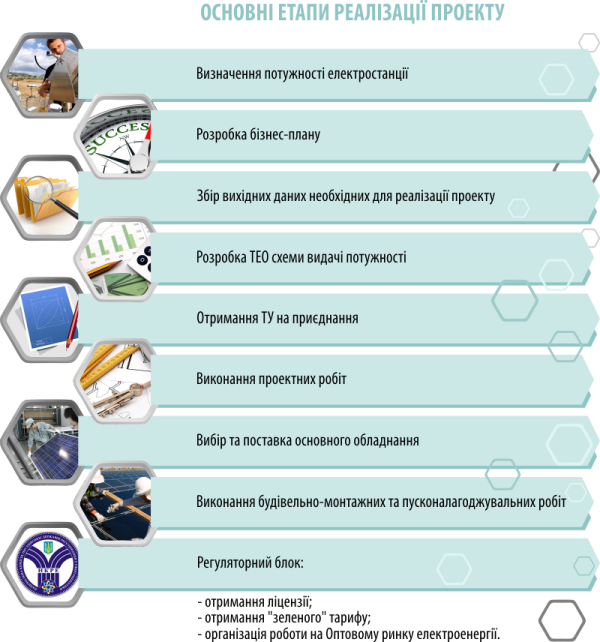 ОСНОВНІ ЕТАПИ РЕАЛІЗАЦІЇ ПРОЕКТУ
Визначення потужності електростанції
SUCCESS
Розробка бізнес-плану
Збір вихідних даних необхідних для реалізації проекту
Розробка ТЕО схеми видачі потужності
Отримання ТУ на приєднання
Виконання проектних робіт
Вибір та поставка основного обладнання
Виконання будівельно-монтажних та пусконалагоджувальних робіт
НКРЕ
Регуляторний блок:
- отримання ліцензії;
- отримання "зеленого" тарифу;
- організація роботи на Оптовому ринку електроенергії.